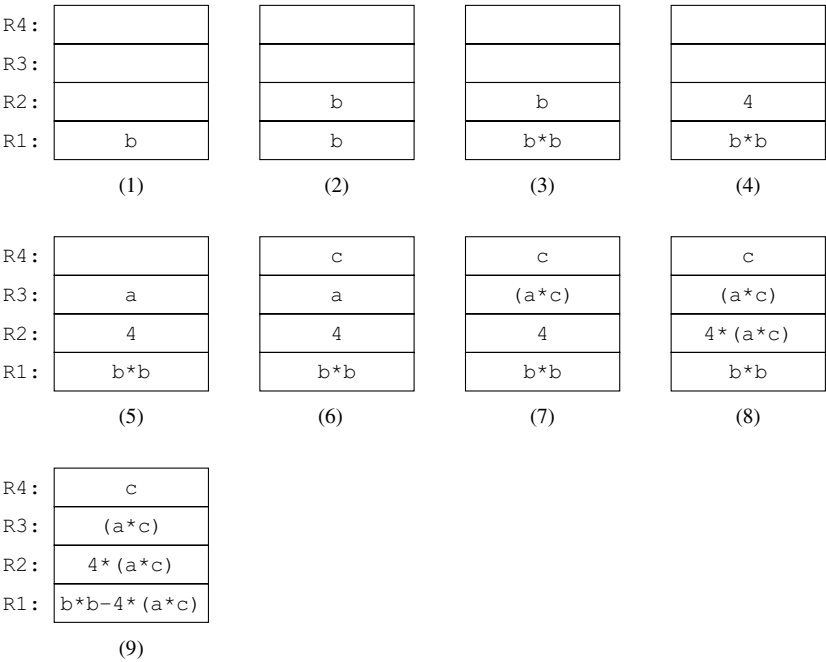 R4:
R3:
R2: b b 4
R1: b b b*b b*b
(1) (2) (3) (4)
R4: c c c
R3: a a (a*c) (a*c)
R2: 4 4 4 4*(a*c)
R1: b*b b*b b*b b*b
(5) (6) (7) (8)
R4: c
R3: (a*c)
R2: 4*(a*c)
R1: b*b-4*(a*c)
(9)